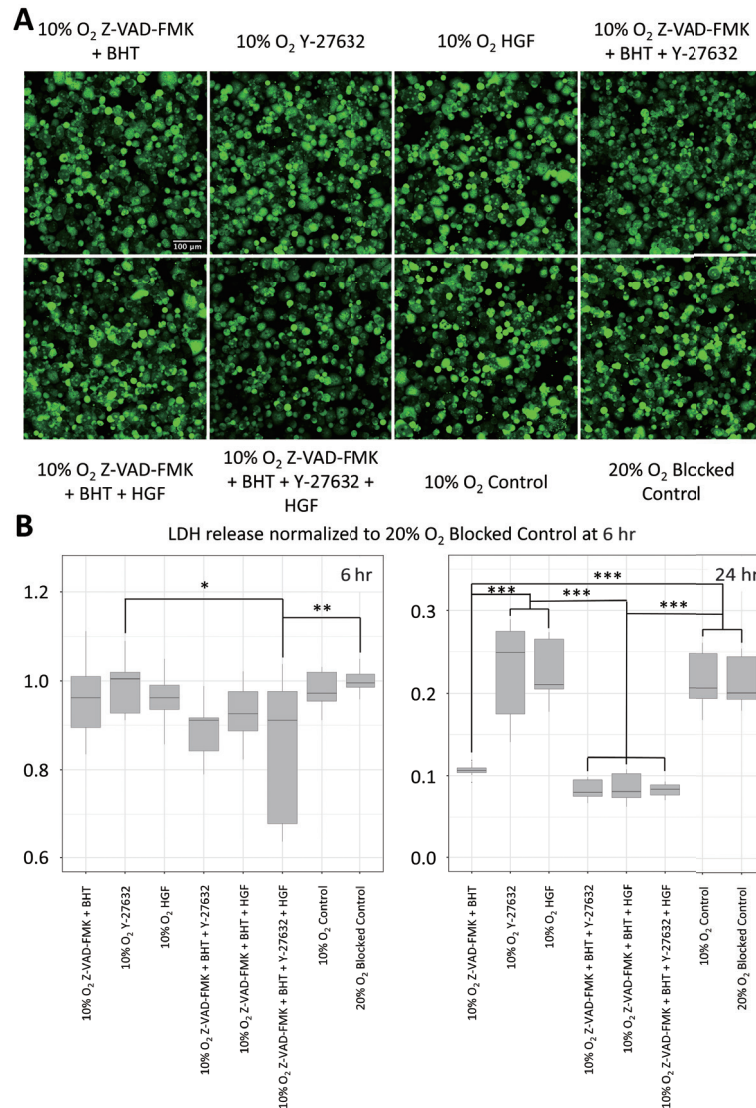 A
10% O₂ Z-VAD-FMK
+ BHT
10% O₂ Y-27632
10% O₂ HGF
10% O₂ Z-VAD-FMK
+ BHT + Y-27632
100 μm
10% O₂ Z-VAD-FMK
+ BHT + HGF
10% O₂ Z-VAD-FMK
+ BHT + Y-27632 +
HGF
10% O₂ Control
20% O₂ Blccked
Control
B
LDH release normalized to 20% O₂ Blocked Control at 6 hr
6 hr
1.2
1.0
0.8
0.6
*
**
10% O₂ Z-VAD-FMK + BHT
10% O₂ Y-27632
10% O₂ HGF
10% O₂ Z-VAD-FMK + BHT + Y-27632
10% O₂ Z-VAD-FMK + BHT + HGF
10% O₂ Z-VAD-FMK + BHT + Y-27632 + HGF
10% O₂ Control
20% O₂ Blocked Control
24 hr
0.3
0.2
0.1
0.0
***
***
***
***
10% O₂ Z-VAD-FMK + BHT
10% O₂ Y-27632
10% O₂ HGF
10% O₂ Z-VAD-FMK + BHT + Y-27632
10% O₂ Z-VAD-FMK + BHT + HGF
10% O₂ Z-VAD-FMK + BHT + Y-27632 + HGF
10% O₂ Control
20% O₂ Blocked Control